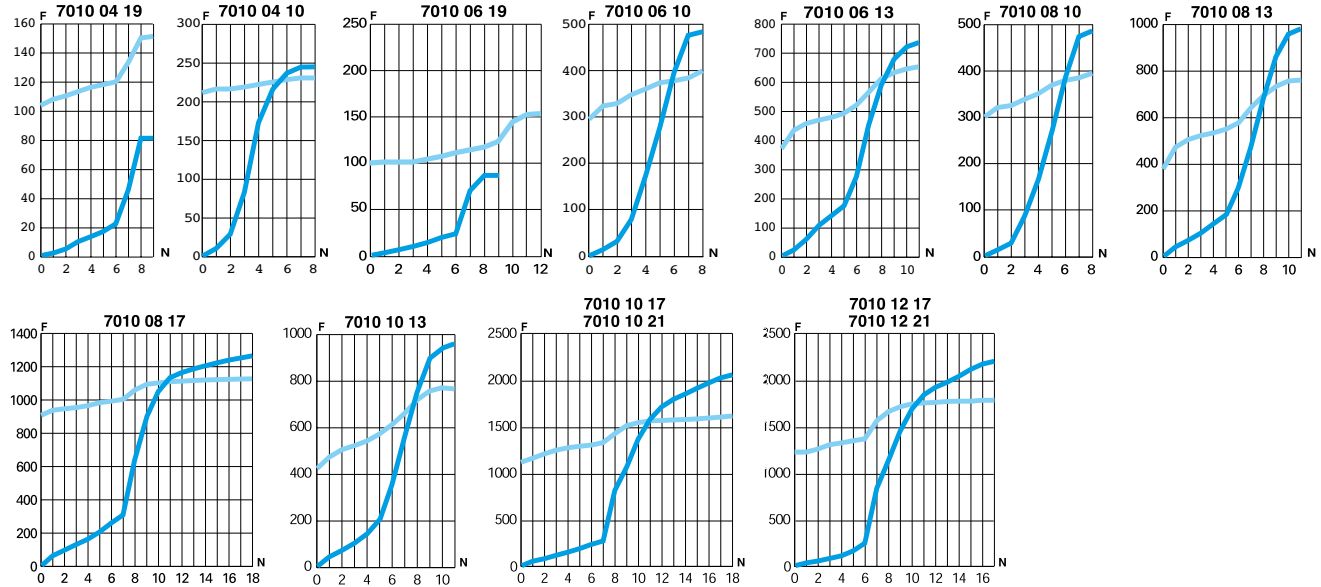 F 7010 04 19
160
140
120
100
80
60
40
20
0
N
0 2 4 6 8
F 7010 04 10
300
250
200
150
100
50
0
N
0 2 4 6 8
F 7010 06 19
250
200
150
100
50
0
N
0 2 4 6 8 10 12
F 7010 06 10
500
400
300
200
100
0
N
0 2 4 6 8
F 7010 06 13
800
700
600
500
400
300
200
100
0
N
0 2 4 6 8 10
F 7010 08 10
500
400
300
200
100
0
N
0 2 4 6 8
F 7010 08 13
1000
800
600
400
200
0
N
0 2 4 6 8 10
F 7010 08 17
1400
1200
1000
800
600
400
200
0
N
0 2 4 6 8 10 12 14 16 18
F 7010 10 13
1000
800
600
400
200
0
N
0 2 4 6 8 10
7010 10 17
F 7010 10 21
2500
2000
1500
1000
500
0
N
0 2 4 6 8 10 12 14 16 18
7010 12 17
F 7010 12 21
2500
2000
1500
1000
500
0
N
0 2 4 6 8 10 12 14 16